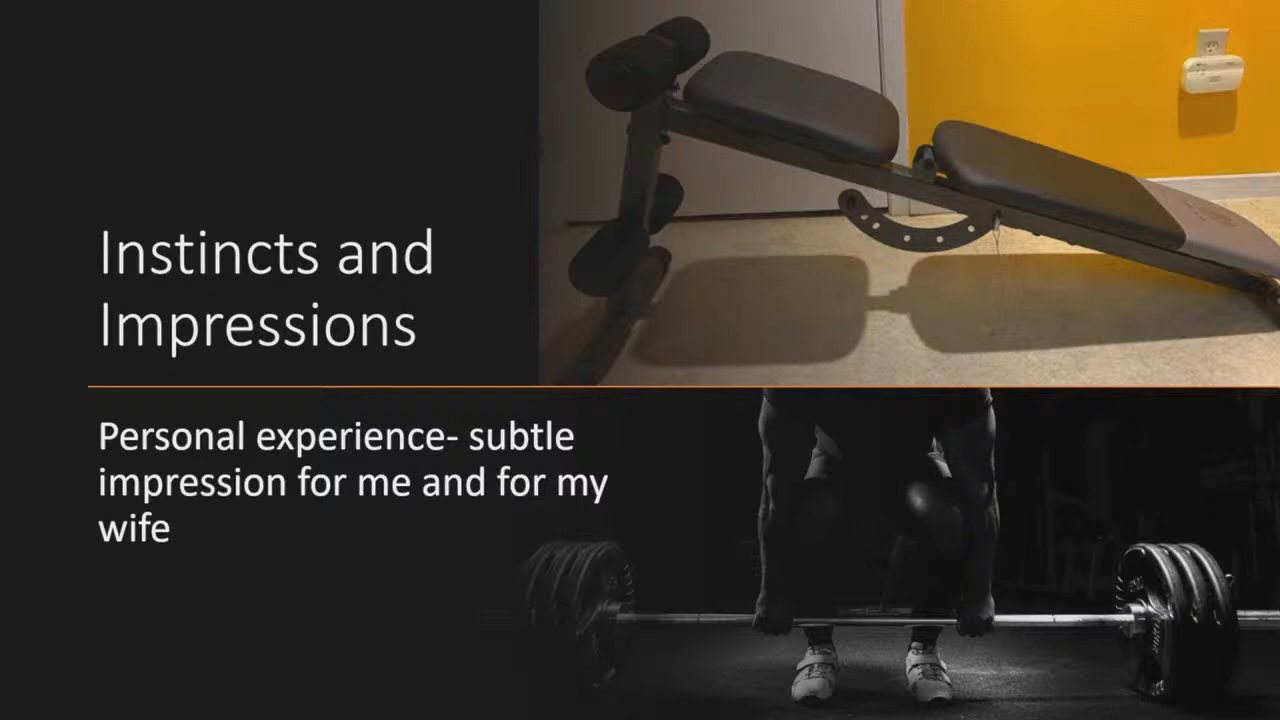 Instincts and
Impressions
Personal experience- subtle
impression for me and for my
wife